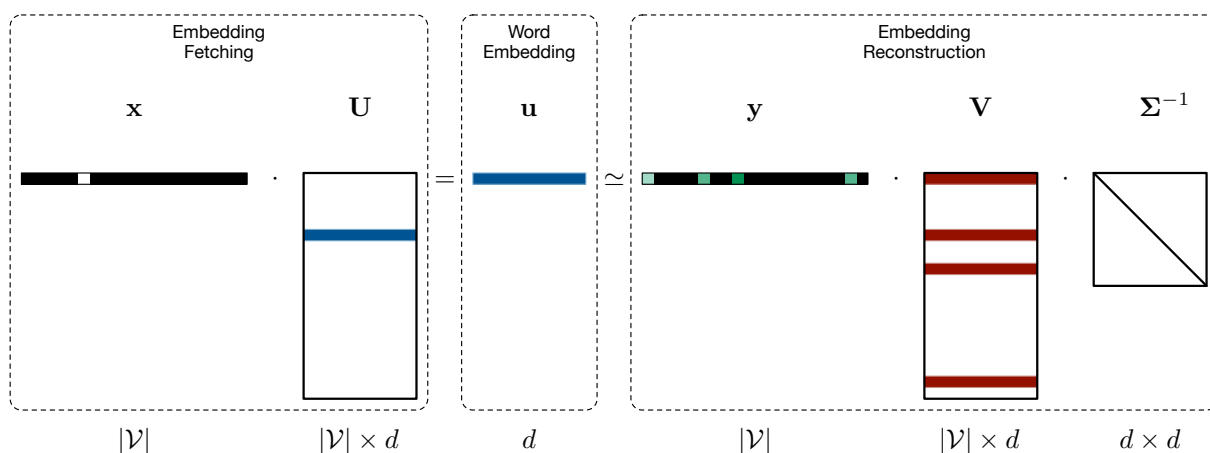 Embedding
Fetching
Word
Embedding
Embedding
Reconstruction
x
U
u
y
V
Σ⁻¹
· = ≃ · ·
|𝒱|
|𝒱| × d
d
|𝒱|
|𝒱| × d
d × d